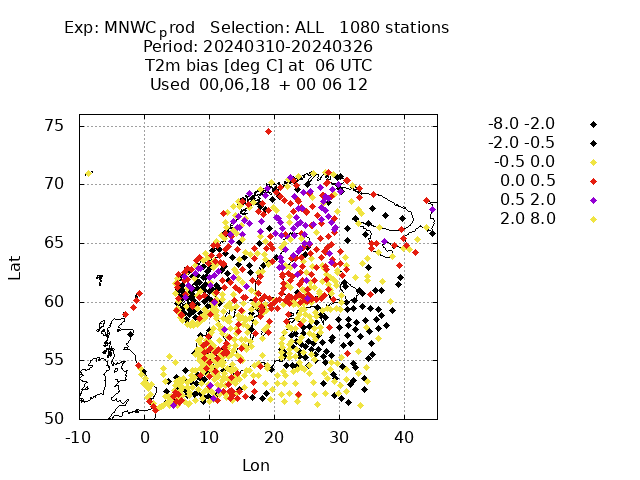 Exp: MNWC_prod   Selection: ALL   1080 stations
Period: 20240310-20240326
T2m bias [deg C] at  06 UTC
Used  00,06,18  + 00 06 12
-8.0 -2.0
-2.0 -0.5
-0.5 0.0
0.0 0.5
0.5 2.0
2.0 8.0
75
70
65
60
55
50
Lat
-10 0 10 20 30 40
Lon